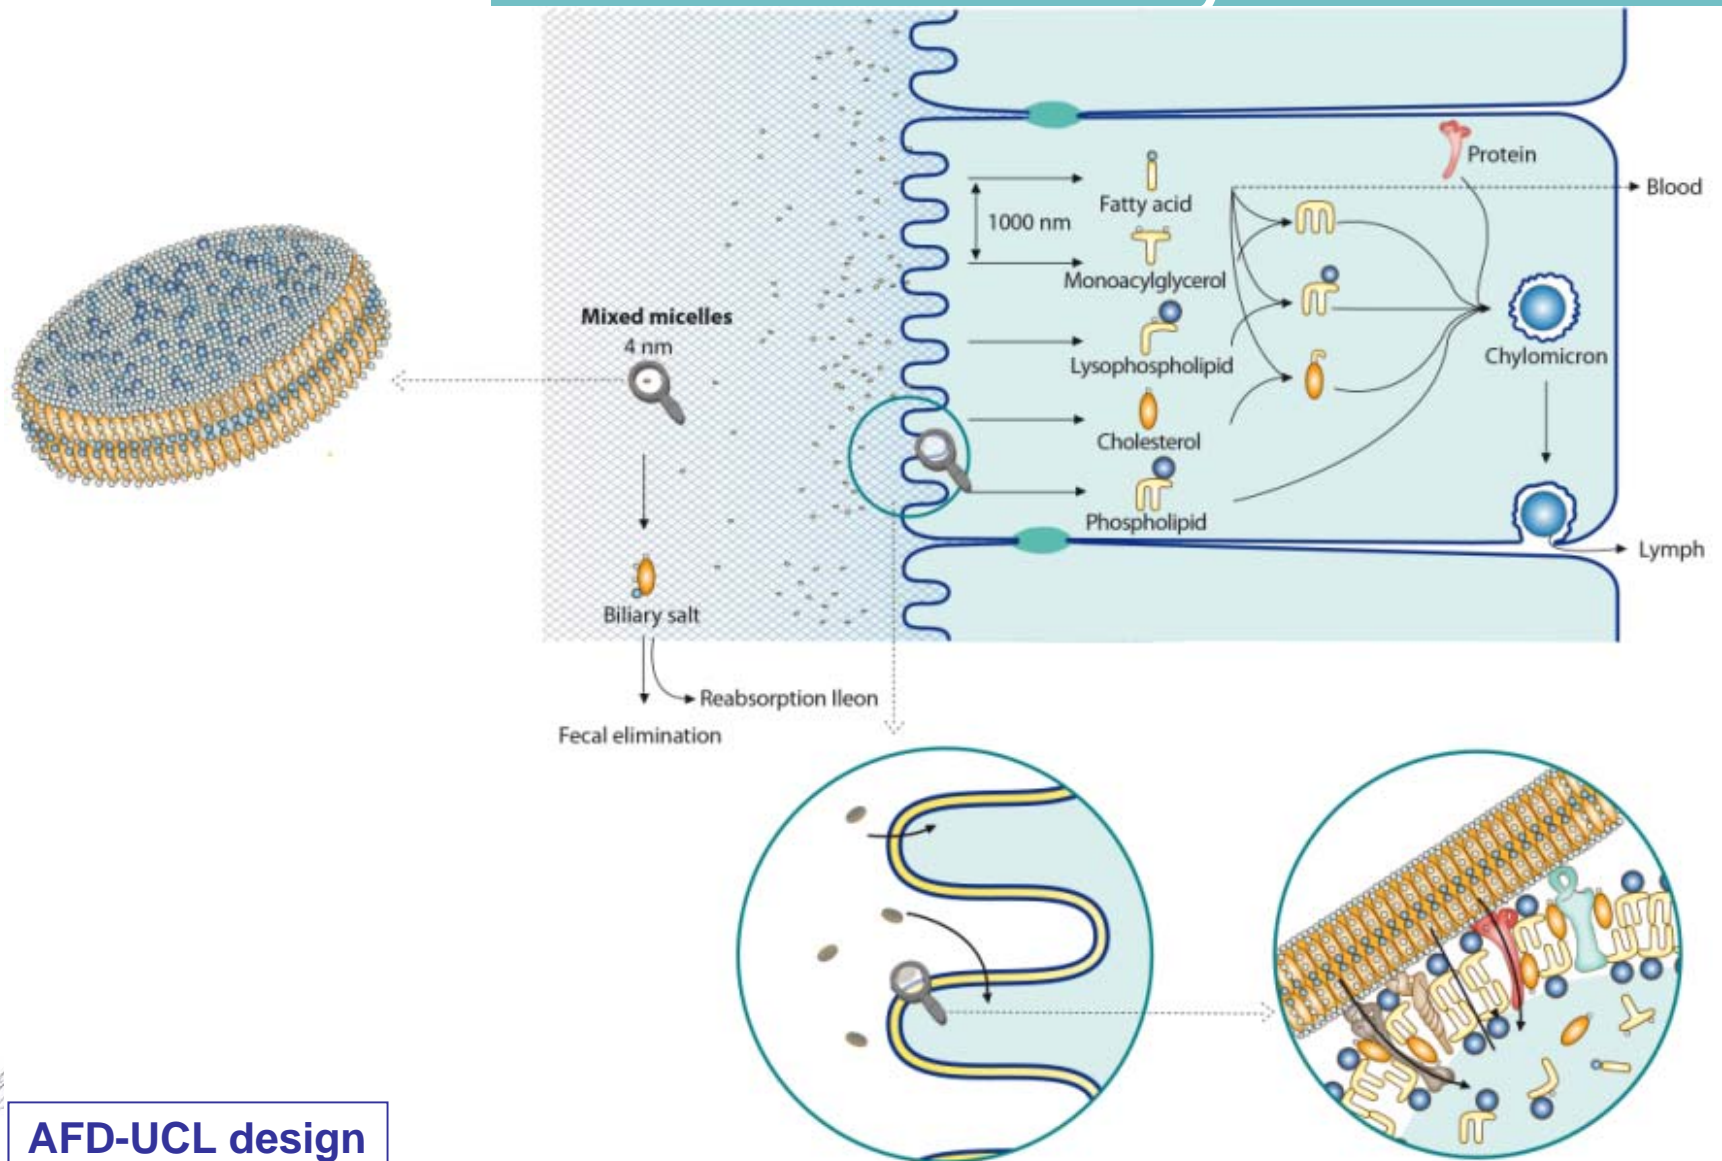 Protein
Blood
Fatty acid
1000 nm
Monoacylglycerol
Mixed micelles
4 nm
Chylomicron
Lysophospholipid
Cholesterol
Phospholipid
Lymph
Biliary salt
Reabsorption Ileon
Fecal elimination
AFD-UCL design